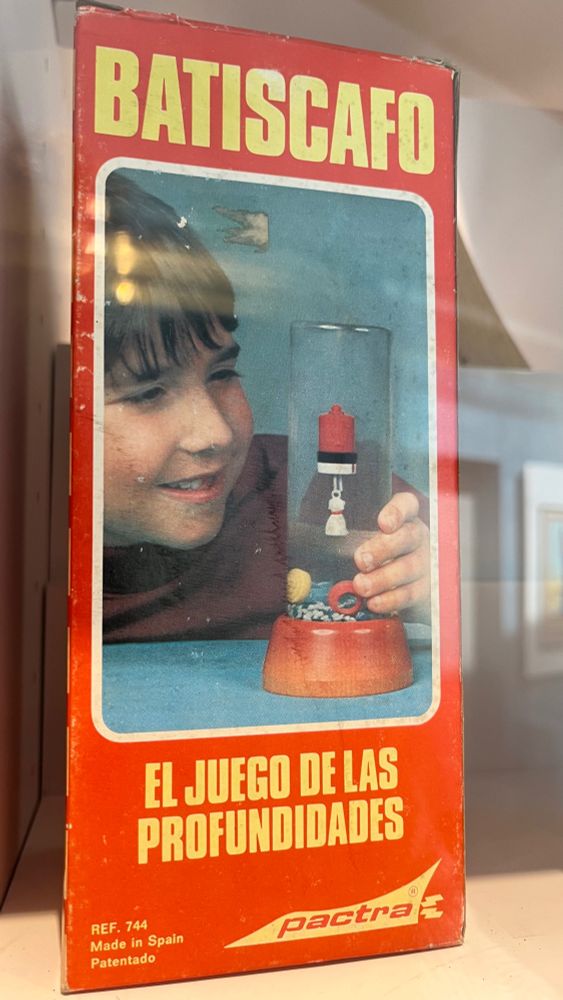 BATISCAFO
EL JUEGO DE LAS
PROFUNDIDADES
pactra®
REF. 744
Made in Spain
Patentado